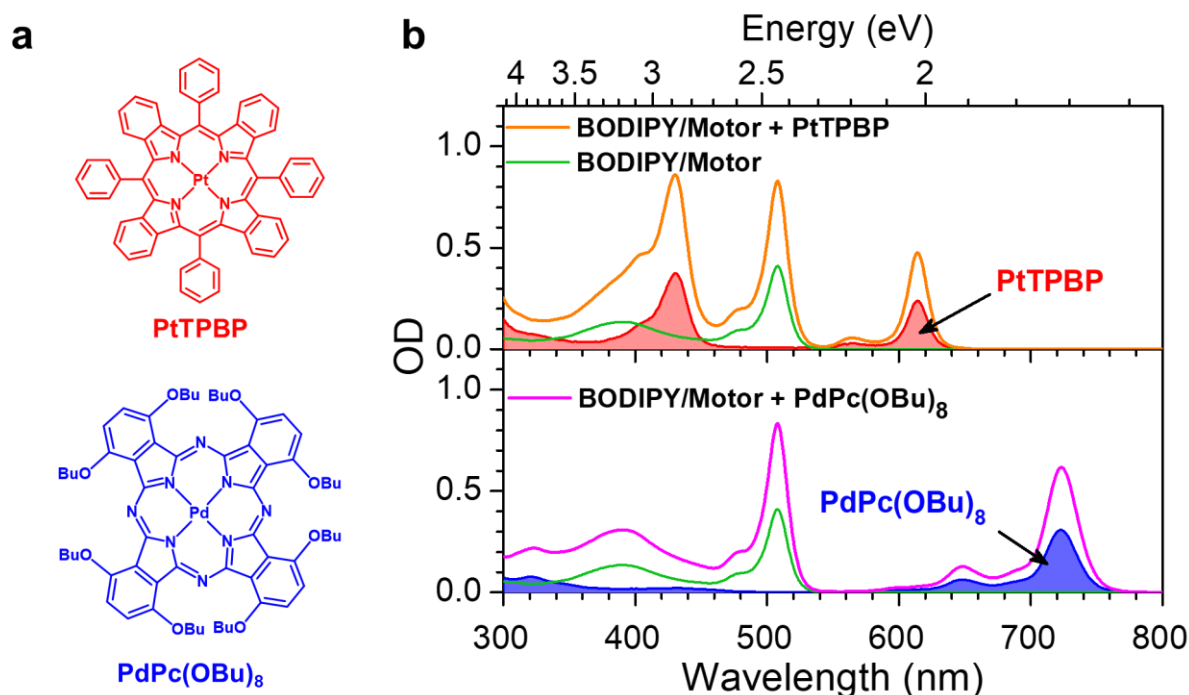 a
Pt
N
N
N
N
PtTPBP
OBu
BuO
OBu
BuO
N
N
N
N
N
Pd
N
N
N
OBu
BuO
OBu
BuO
PdPc(OBu)8
b
Energy (eV)
4 3.5 3 2.5 2
BODIPY/Motor + PtTPBP
BODIPY/Motor
PtTPBP
1.0
0.5
0.0
OD
BODIPY/Motor + PdPc(OBu)8
PdPc(OBu)8
1.0
0.5
0.0
300 400 500 600 700 800
Wavelength (nm)